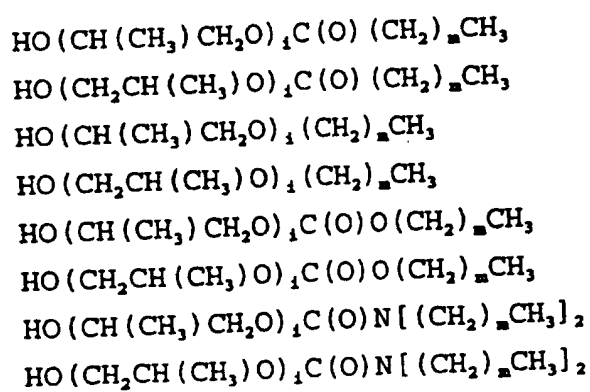 HO(CH(CH₃)CH₂O)ᵢC(O)(CH₂)ₘCH₃
HO(CH₂CH(CH₃)O)ᵢC(O)(CH₂)ₘCH₃
HO(CH(CH₃)CH₂O)ᵢ(CH₂)ₘCH₃
HO(CH₂CH(CH₃)O)ᵢ(CH₂)ₘCH₃
HO(CH(CH₃)CH₂O)ᵢC(O)O(CH₂)ₘCH₃
HO(CH₂CH(CH₃)O)ᵢC(O)O(CH₂)ₘCH₃
HO(CH(CH₃)CH₂O)ᵢC(O)N[(CH₂)ₘCH₃]₂
HO(CH₂CH(CH₃)O)ᵢC(O)N[(CH₂)ₘCH₃]₂